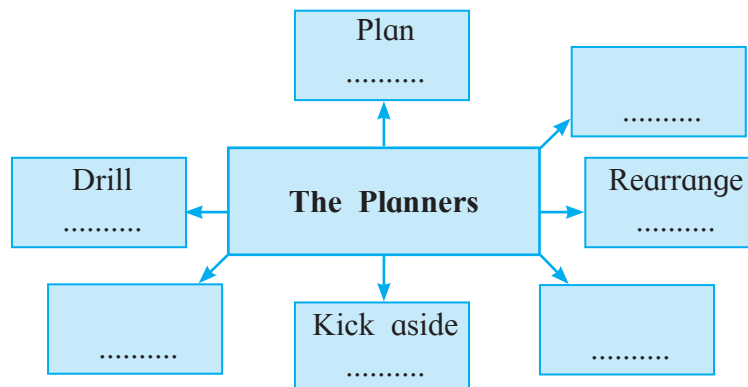 Plan
..........
..........
Drill
..........
The Planners
Rearrange
..........
..........
Kick aside
..........
..........